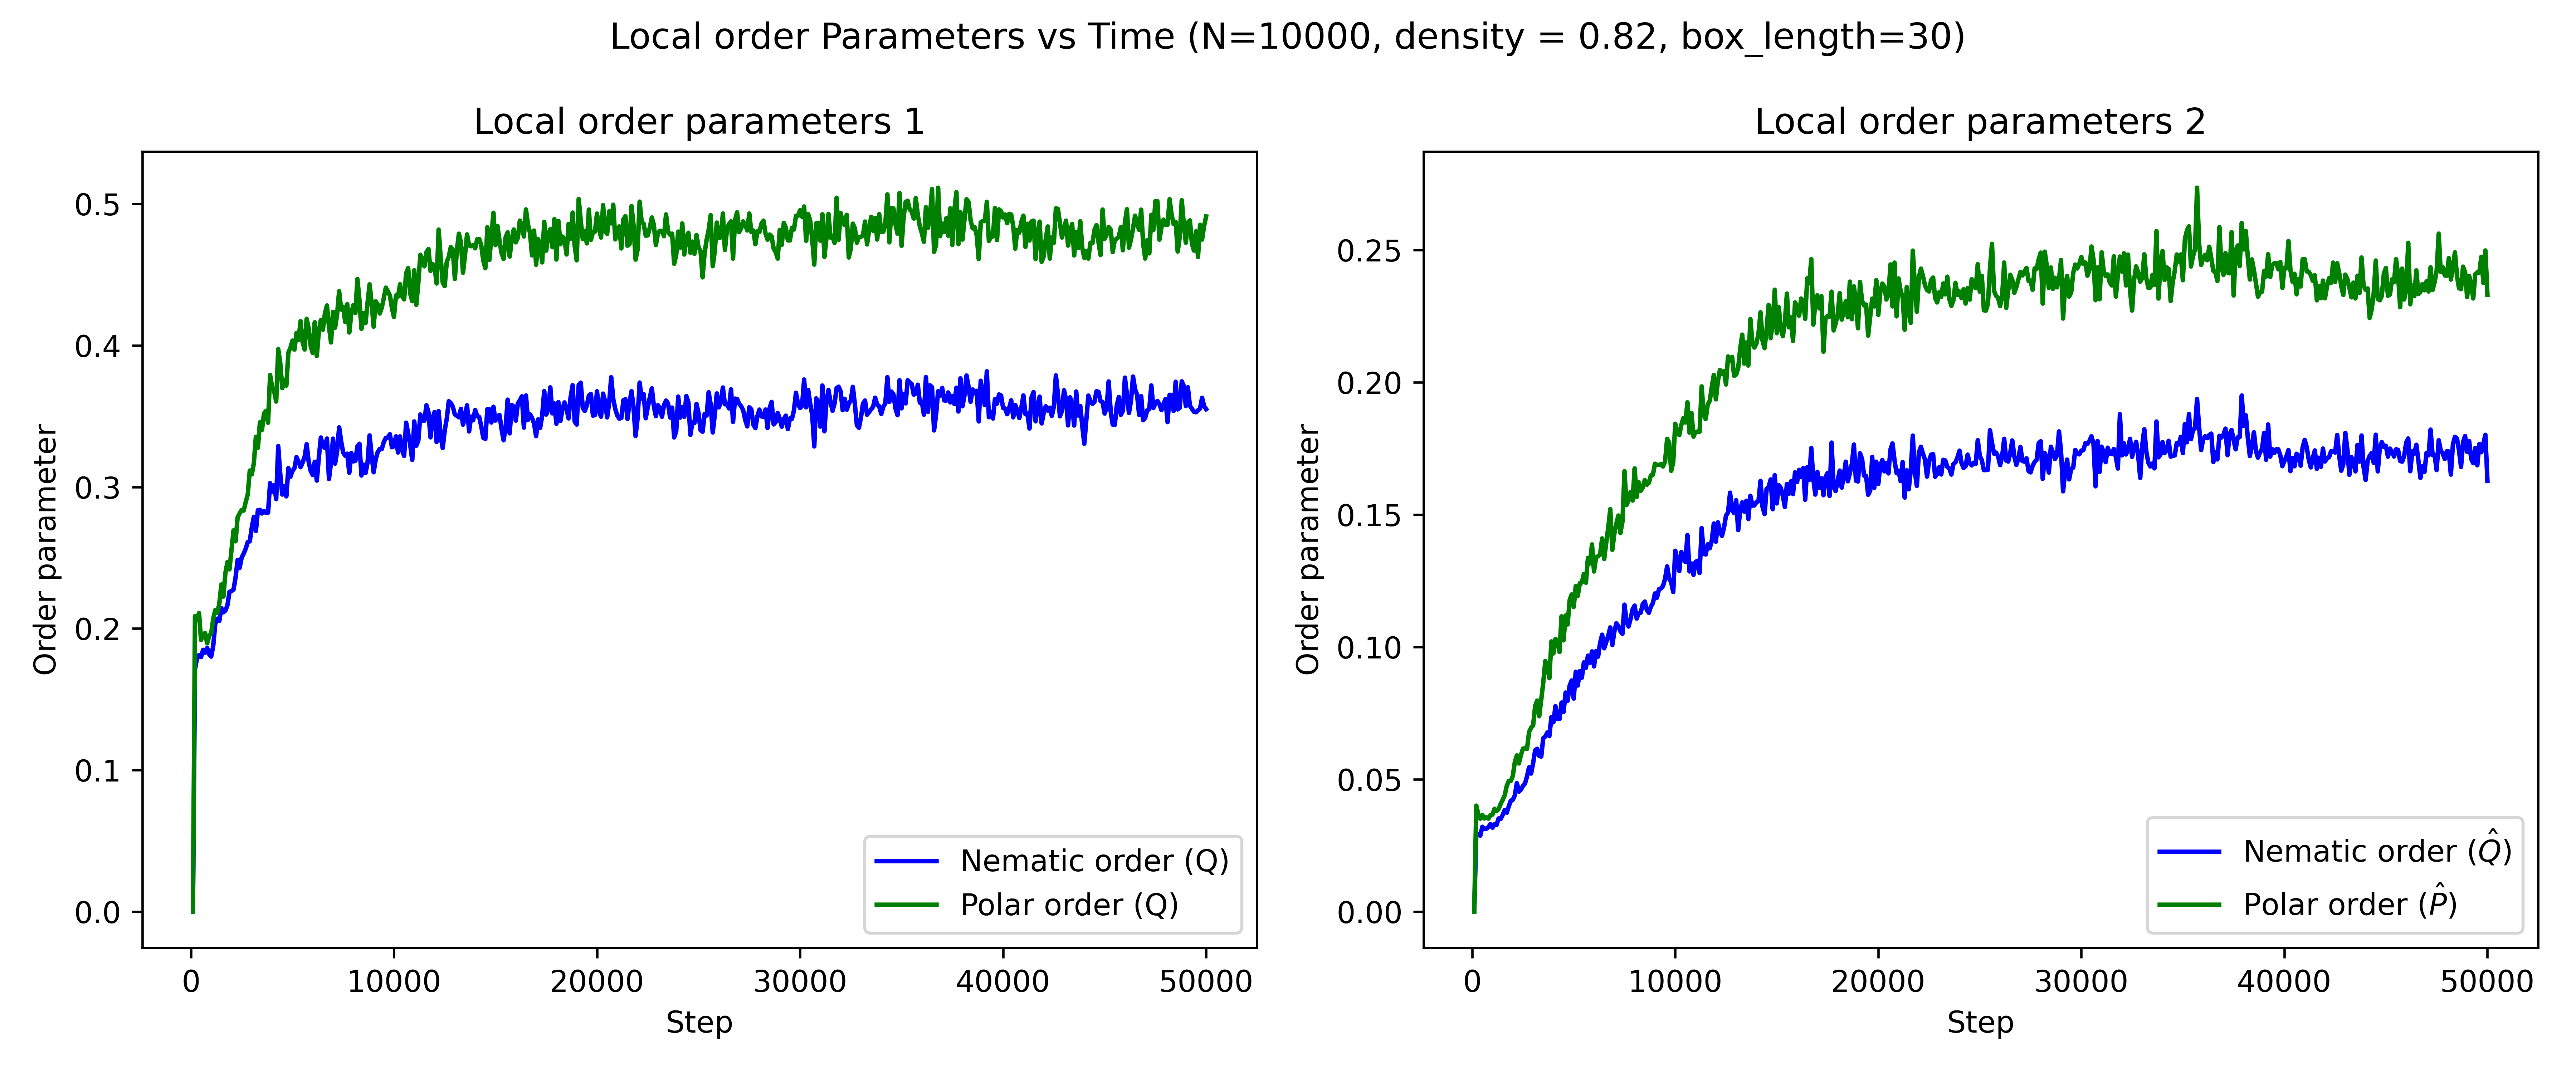 Local order Parameters vs Time (N=10000, density = 0.82, box_length=30)
Local order parameters 1
Order parameter
0.5
0.4
0.3
0.2
0.1
0.0
0 10000 20000 30000 40000 50000
Step
Nematic order (Q)
Polar order (Q)
Local order parameters 2
Order parameter
0.25
0.20
0.15
0.10
0.05
0.00
0 10000 20000 30000 40000 50000
Step
Nematic order (Q̂)
Polar order (P̂)